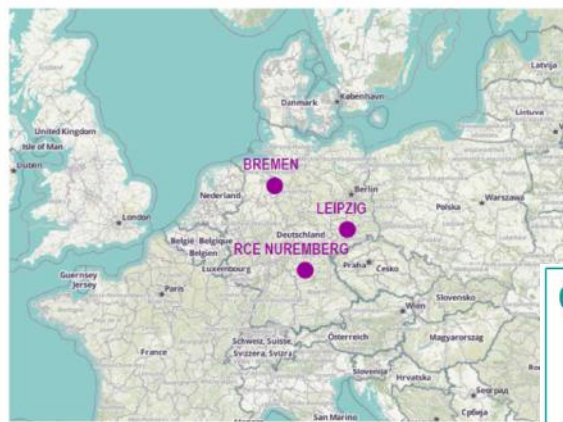 Latvija
Danmark
København
Lietuva
United Kingdom
Isle of Man
Dublin
BREMEN
Nederland
Berlin
LEIPZIG
Polska
Warszawa
London
België - Belgique
Belgien
Deutschland
RCE NUREMBERG
Luxembourg
Praha
Česko
Guernsey
Jersey
Paris
Slovensko
Wien
Schweiz, Suisse,
Svizzera, Svizra
Österreich
Magyarország
France
Slovenija
Hrvatska
Београд
Србија
San Marino